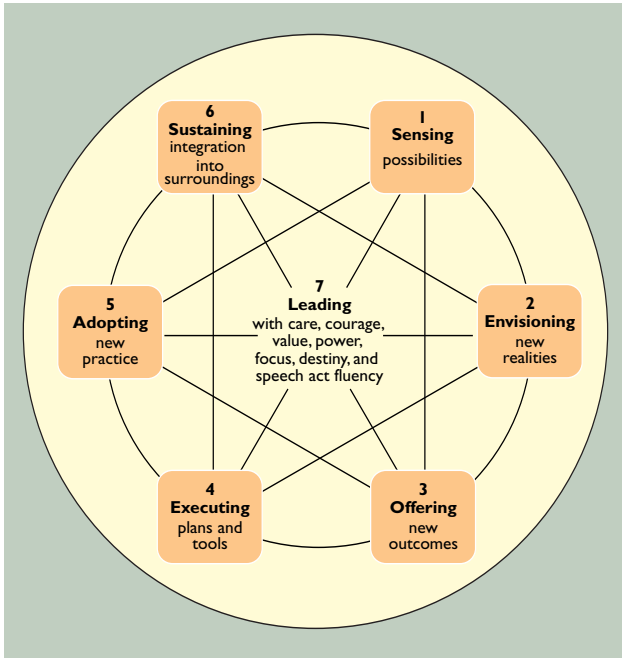 6
Sustaining
integration
into
surroundings
1
Sensing
possibilities
5
Adopting
new
practice
7
Leading
with care, courage,
value, power,
focus, destiny, and
speech act fluency
2
Envisioning
new
realities
4
Executing
plans and
tools
3
Offering
new
outcomes